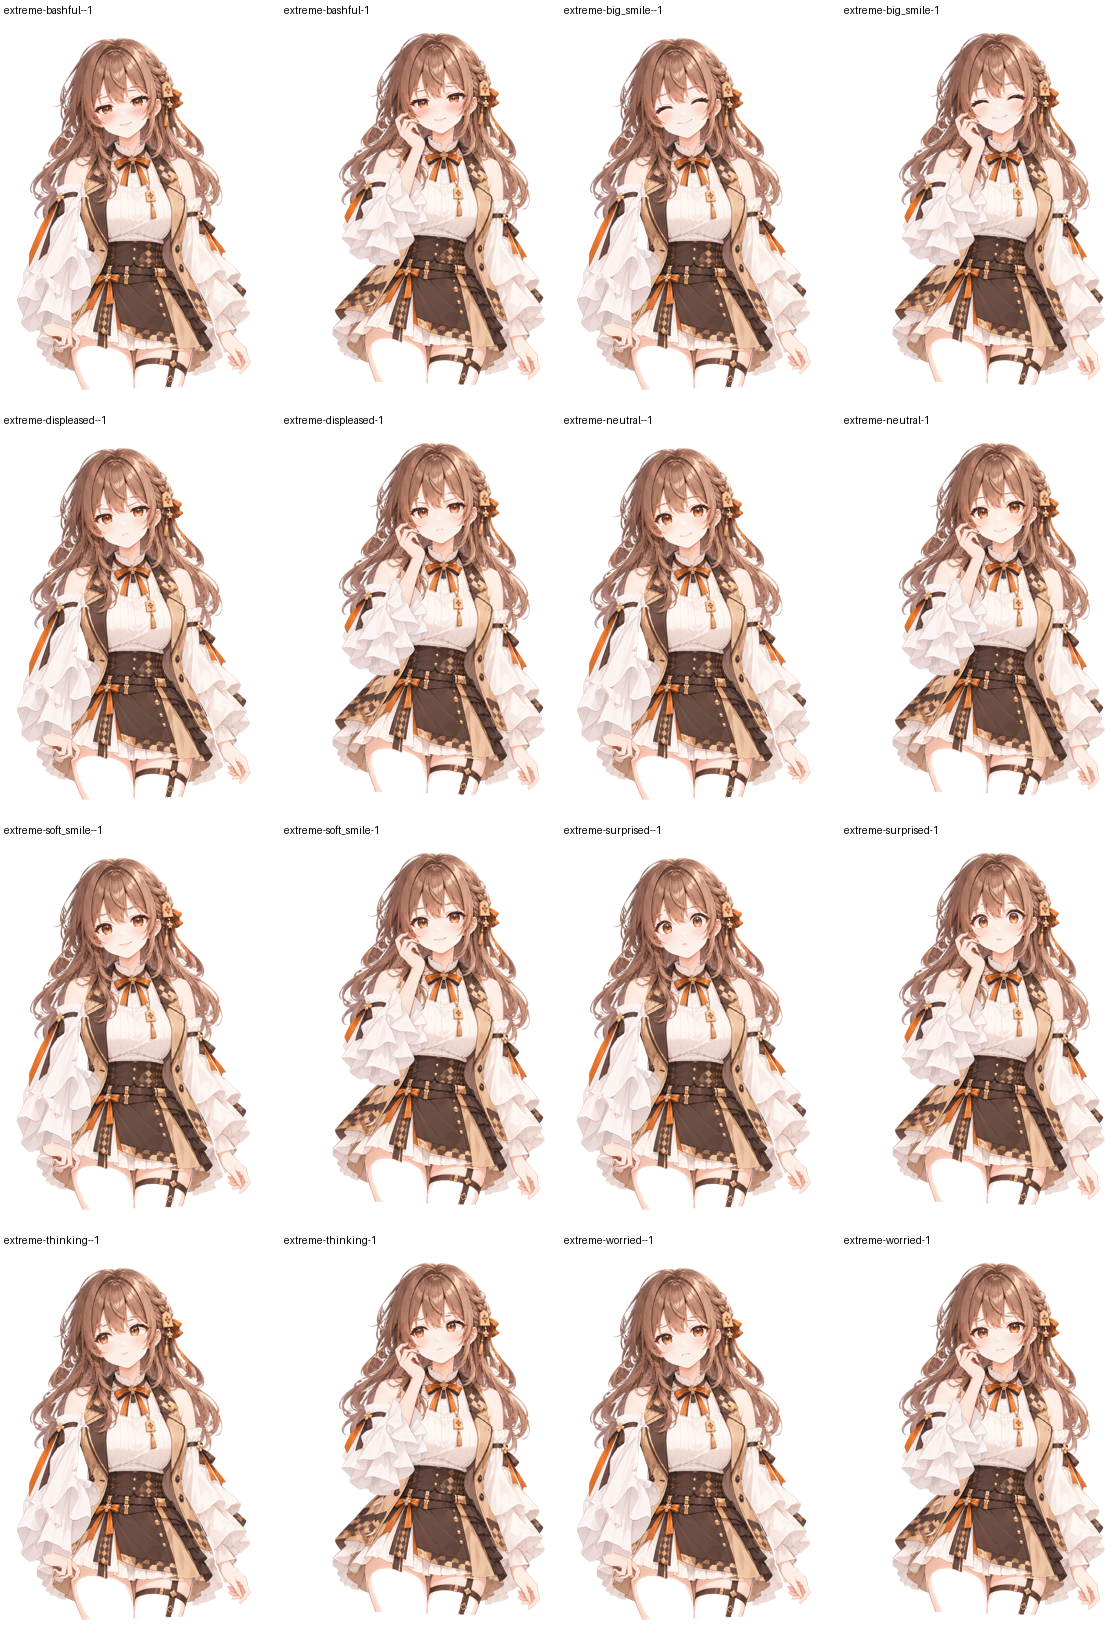 extreme-bashful--1
extreme-bashful-1
extreme-big_smile--1
extreme-big_smile-1
extreme-displeased--1
extreme-displeased-1
extreme-neutral--1
extreme-neutral-1
extreme-soft_smile--1
extreme-soft_smile-1
extreme-surprised--1
extreme-surprised-1
extreme-thinking--1
extreme-thinking-1
extreme-worried--1
extreme-worried-1